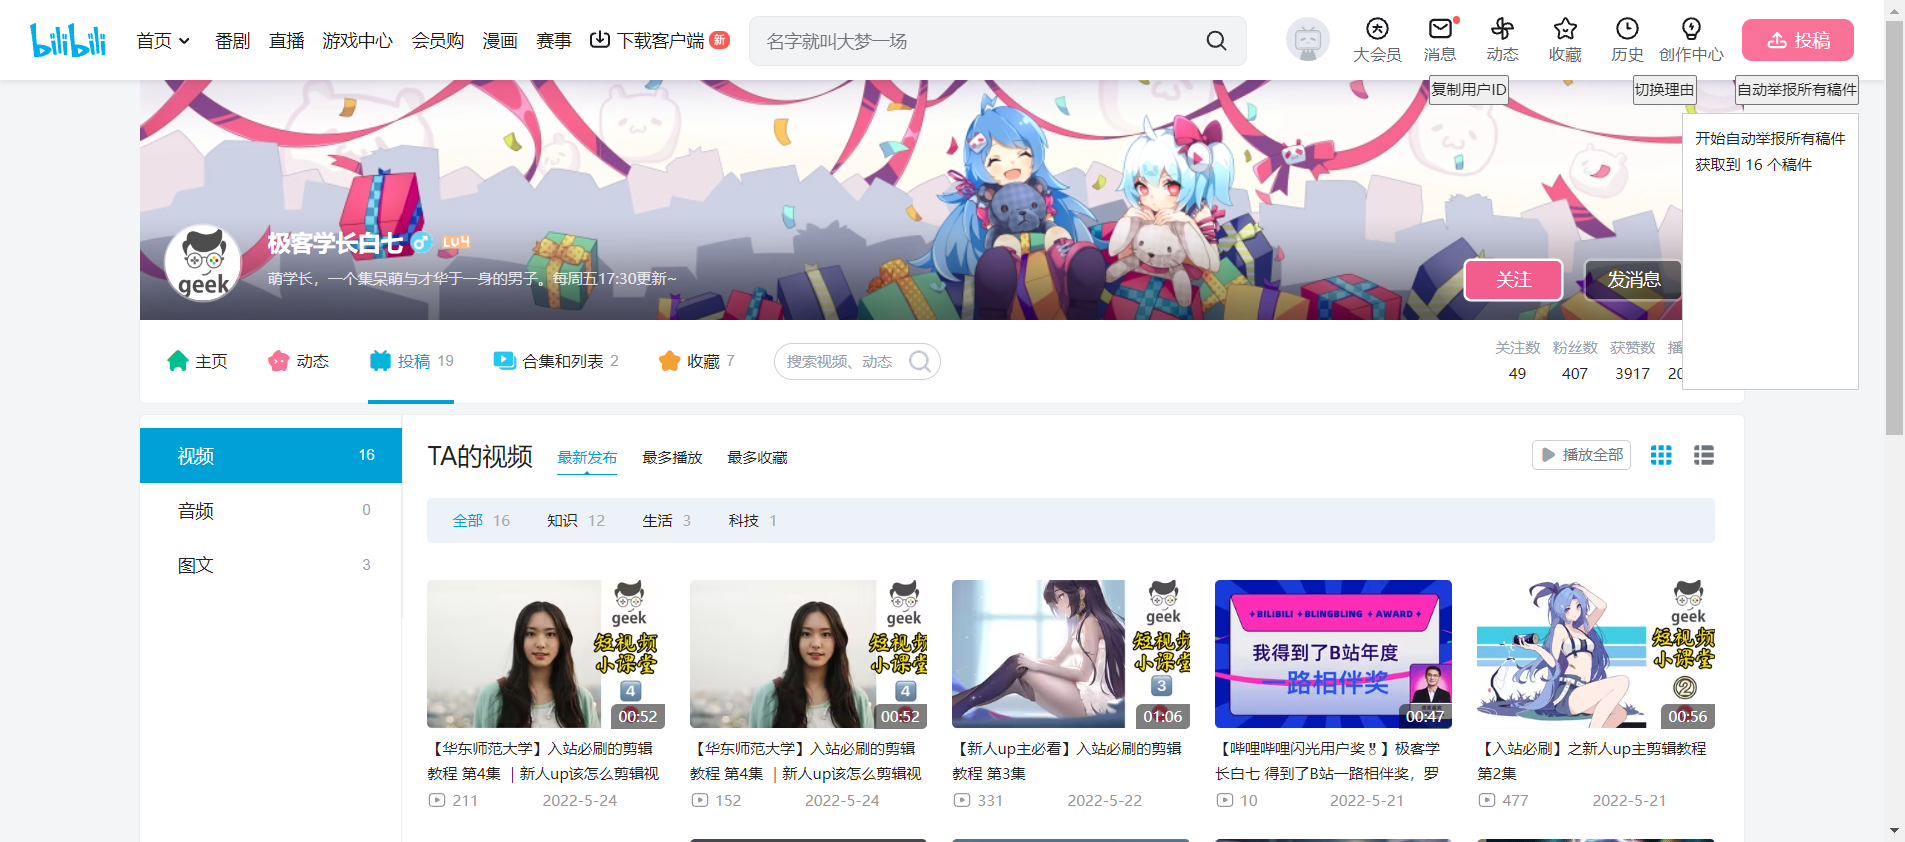 bilibili
首页 番剧 直播 游戏中心 会员购 漫画 赛事 下载客户端 新
名字就叫大梦一场
大会员 消息 动态 收藏 历史 创作中心
投稿
复制用户ID 切换理由 自动举报所有稿件
开始自动举报所有稿件
获取到 16 个稿件
geek
极客学长白七 LV4
萌学长，一个集呆萌与才华于一身的男子。每周五17:30更新~
关注 发消息
主页 动态 投稿 19 合集和列表 2 收藏 7
搜索视频、动态
关注数 粉丝数 获赞数 播
49 407 3917 20
视频 16
音频 0
图文 3
TA的视频 最新发布 最多播放 最多收藏
播放全部
全部 16 知识 12 生活 3 科技 1
geek
短视频
小课堂
4
00:52
【华东师范大学】入站必刷的剪辑
教程 第4集 ｜新人up该怎么剪辑视
211 2022-5-24
geek
短视频
小课堂
4
00:52
【华东师范大学】入站必刷的剪辑
教程 第4集 ｜新人up该怎么剪辑视
152 2022-5-24
geek
短视频
小课堂
3
01:06
【新人up主必看】入站必刷的剪辑
教程 第3集
331 2022-5-22
BILIBILI BLINGBLING AWARD
我得到了B站年度
一路相伴奖
00:47
【哔哩哔哩闪光用户奖🎖】极客学
长白七 得到了B站一路相伴奖，罗
10 2022-5-21
geek
短视频
小课堂
②
00:56
【入站必刷】之新人up主剪辑教程
第2集
477 2022-5-21